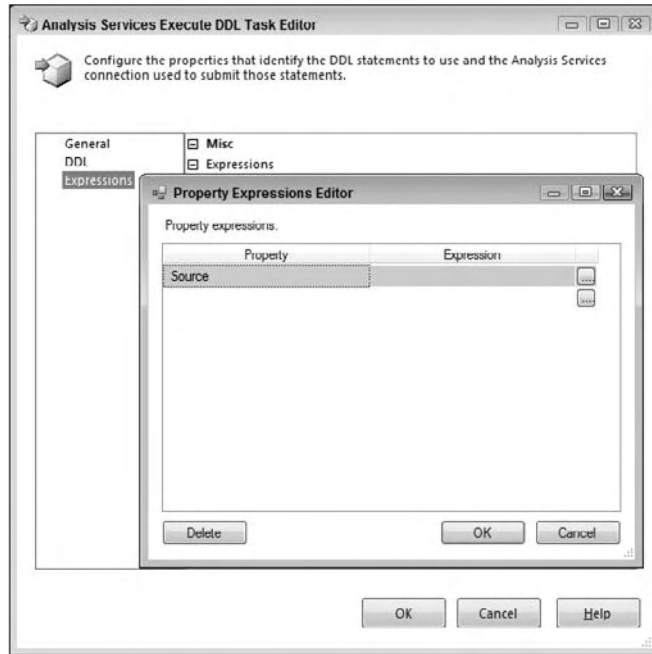 Analysis Services Execute DDL Task Editor
Configure the properties that identify the DDL statements to use and the Analysis Services
connection used to submit those statements.
General
Misc
DDL
Expressions
Expressions
Property Expressions Editor
Property expressions:
Property Expression
Source
...
...
Delete OK Cancel
OK Cancel Help